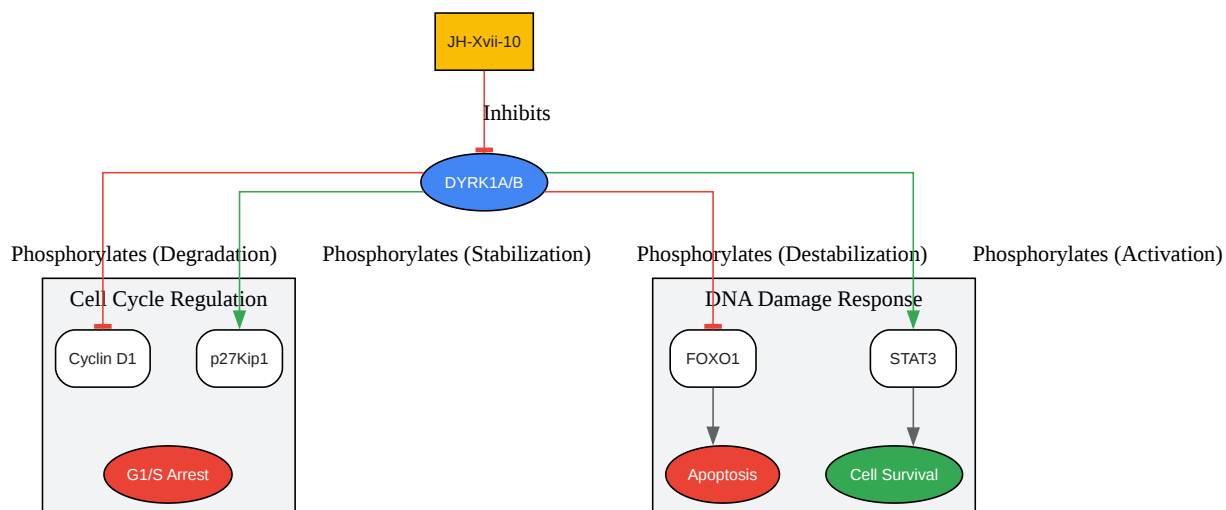 JH-Xvii-10
Inhibits
DYRK1A/B
Phosphorylates (Degradation)
Phosphorylates (Stabilization)
Phosphorylates (Destabilization)
Phosphorylates (Activation)
Cell Cycle Regulation
DNA Damage Response
Cyclin D1
p27Kip1
FOXO1
STAT3
G1/S Arrest
Apoptosis
Cell Survival